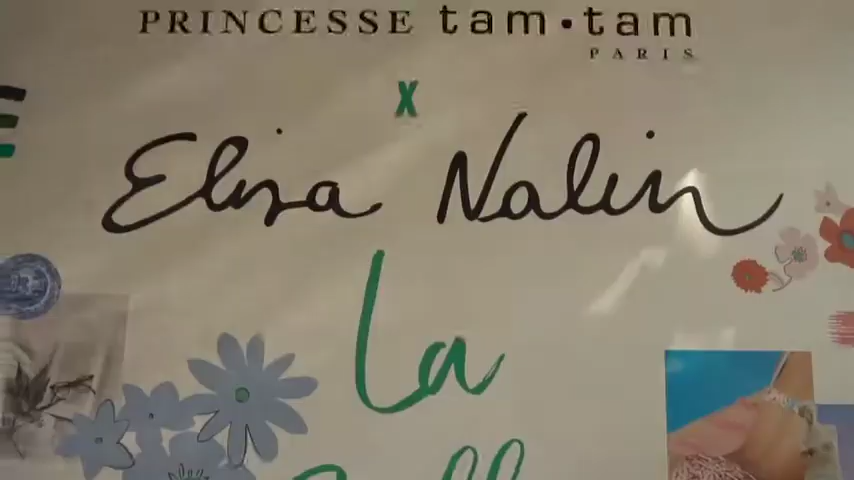 PRINCESSE tam•tam
PARIS
X
Elisa Nalin
La